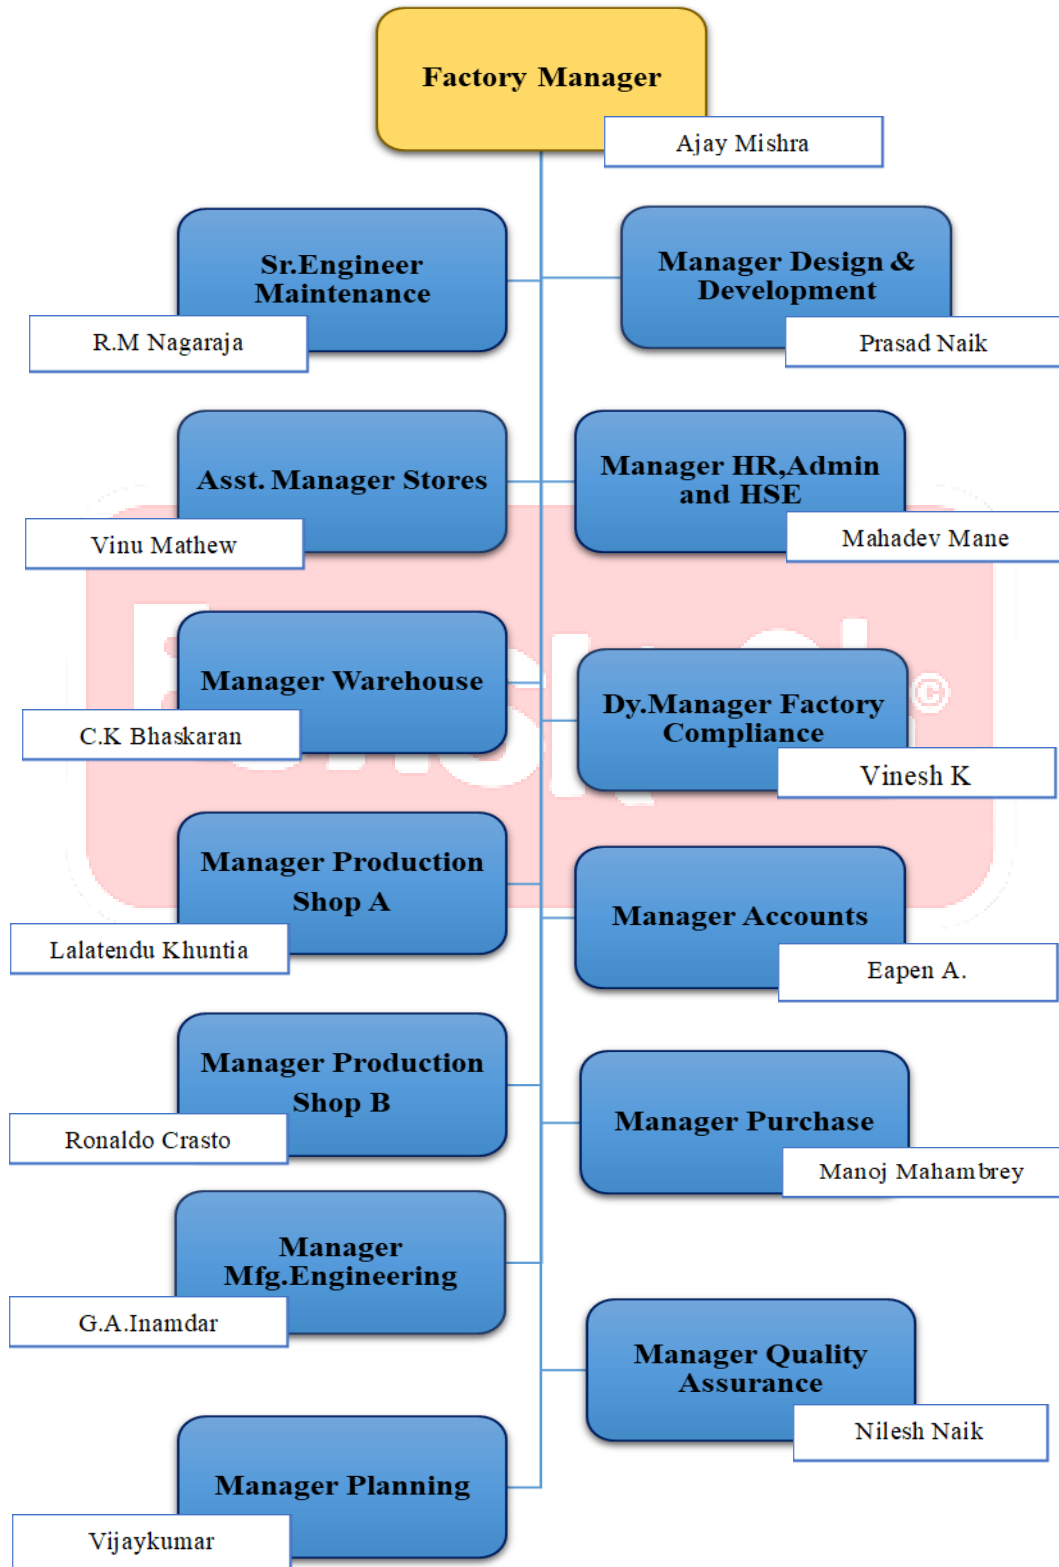 Factory Manager
Ajay Mishra
Sr.Engineer
Maintenance
R.M Nagaraja
Manager Design &
Development
Prasad Naik
Asst. Manager Stores
Vinu Mathew
Manager HR,Admin
and HSE
Mahadev Mane
Manager Warehouse
C.K Bhaskaran
Dy.Manager Factory
Compliance
Vinesh K
©
Manager Production
Shop A
Lalatendu Khuntia
Manager Accounts
Eapen A.
Manager Production
Shop B
Ronaldo Crasto
Manager Purchase
Manoj Mahambrey
Manager
Mfg.Engineering
G.A.Inamdar
Manager Quality
Assurance
Nilesh Naik
Manager Planning
Vijaykumar